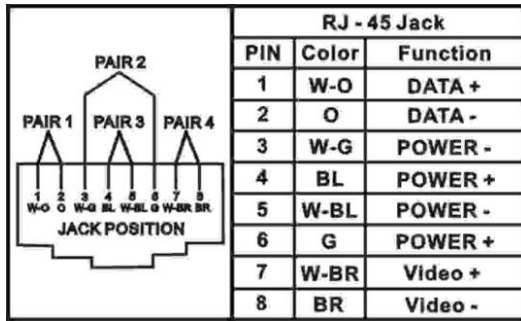 PAIR 2
PAIR 1 PAIR 3 PAIR 4
1 2 3 4 5 6 7 8
W-O O W-G BL W-BL G W-BR BR
JACK POSITION
RJ - 45 Jack
PIN Color Function
1 W-O DATA +
2 O DATA -
3 W-G POWER -
4 BL POWER +
5 W-BL POWER -
6 G POWER +
7 W-BR Video +
8 BR Video -